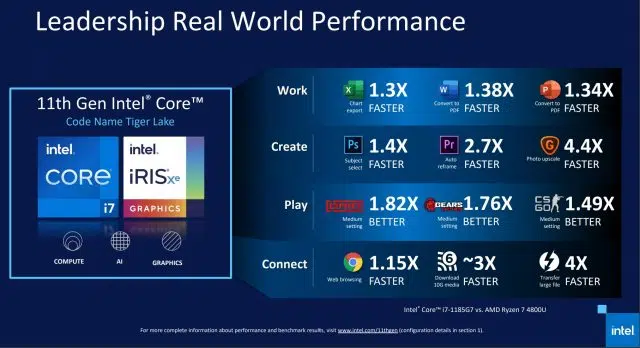 Leadership Real World Performance
11th Gen Intel® Core™
Code Name Tiger Lake
intel.
CORE
i7
intel.
iRISxe
GRAPHICS
COMPUTE
AI
GRAPHICS
Work
X
Chart export
1.3X
FASTER
W
Convert to PDF
1.38X
FASTER
P
Convert to PDF
1.34X
FASTER
Create
Ps
Subject select
1.4X
FASTER
Pr
Auto reframe
2.7X
FASTER
Photo upscale
4.4X
FASTER
Play
Medium setting
1.82X
BETTER
GEARS
Medium setting
1.76X
BETTER
CS GO
Medium setting
1.49X
BETTER
Connect
Web browsing
1.15X
FASTER
6
Download 10G media
~3X
FASTER
Transfer large file
4X
FASTER
Intel® Core™ i7-1185G7 vs. AMD Ryzen 7 4800U
For more complete information about performance and benchmark results, visit www.intel.com/11thgen (configuration details in section 1).
intel.